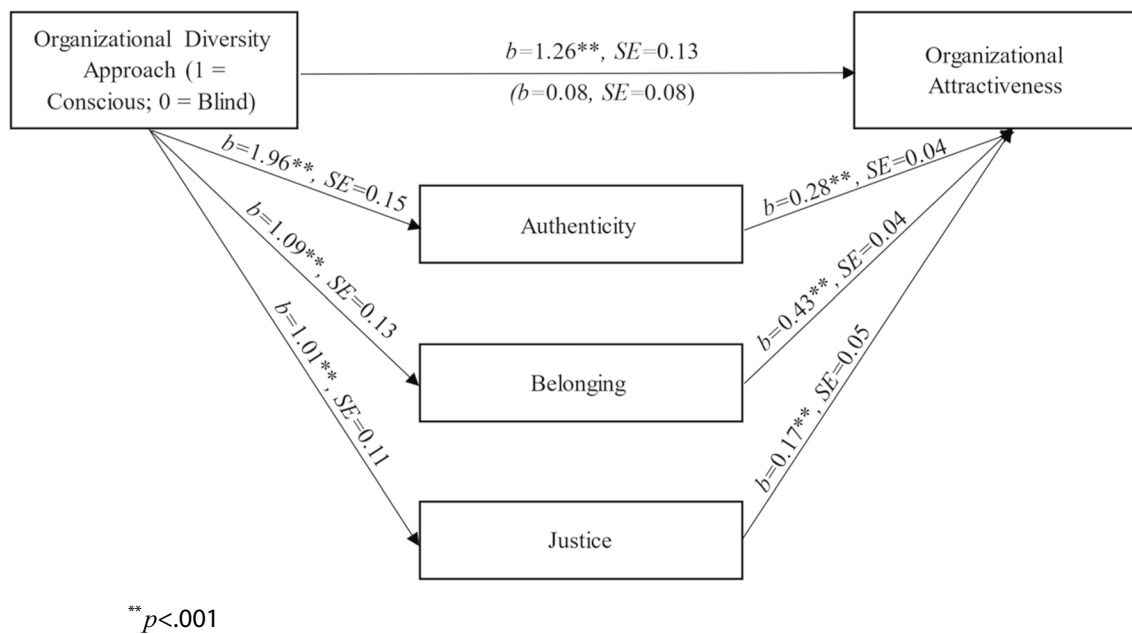 Organizational Diversity
Approach (1 =
Conscious; 0 = Blind)
b=1.26**, SE=0.13
(b=0.08, SE=0.08)
Organizational
Attractiveness
b=1.96**, SE=0.15
b=1.09**, SE=0.13
b=1.01**, SE=0.11
Authenticity
Belonging
Justice
b=0.28**, SE=0.04
b=0.43**, SE=0.04
b=0.17**, SE=0.05
**p<.001